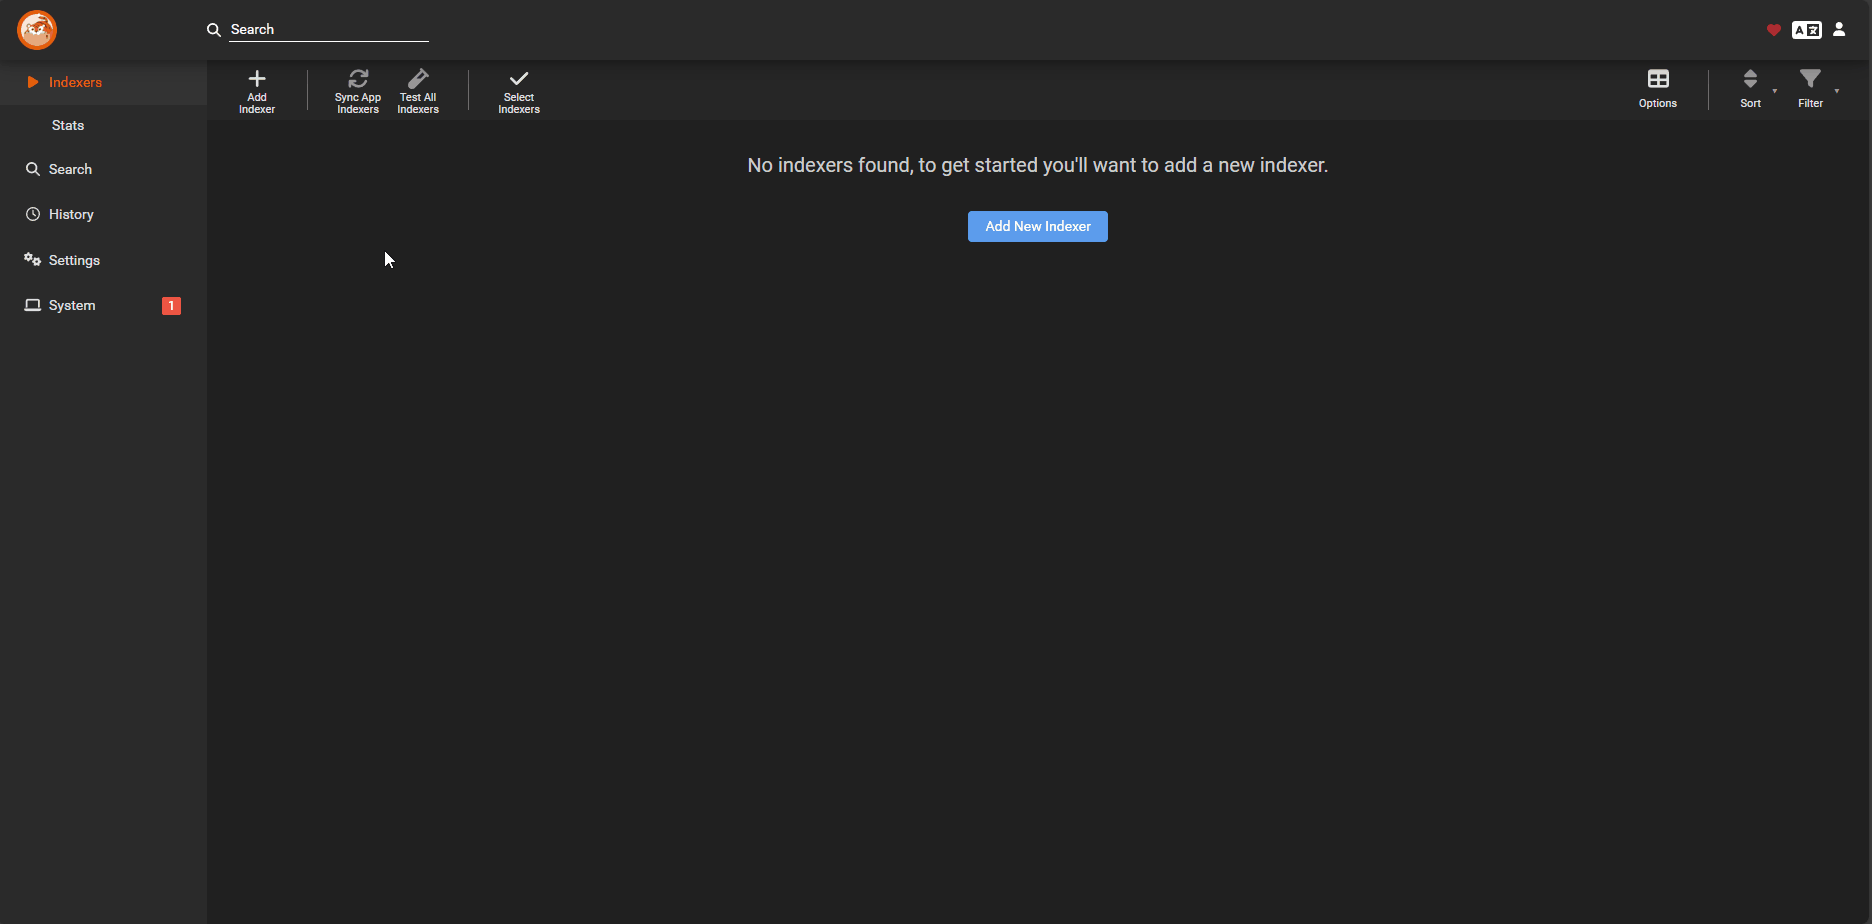 Search
A
Indexers
Stats
Search
History
Settings
System
1
Add
Indexer
Sync App
Indexers
Test All
Indexers
Select
Indexers
Options
Sort
Filter
No indexers found, to get started you'll want to add a new indexer.
Add New Indexer